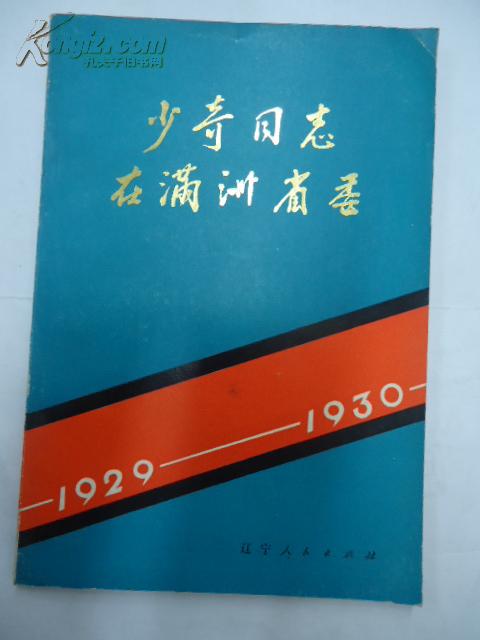 Kongfz.com
孔夫子旧书网
少奇同志
在满洲省委
1929
1930
辽宁人民出版社